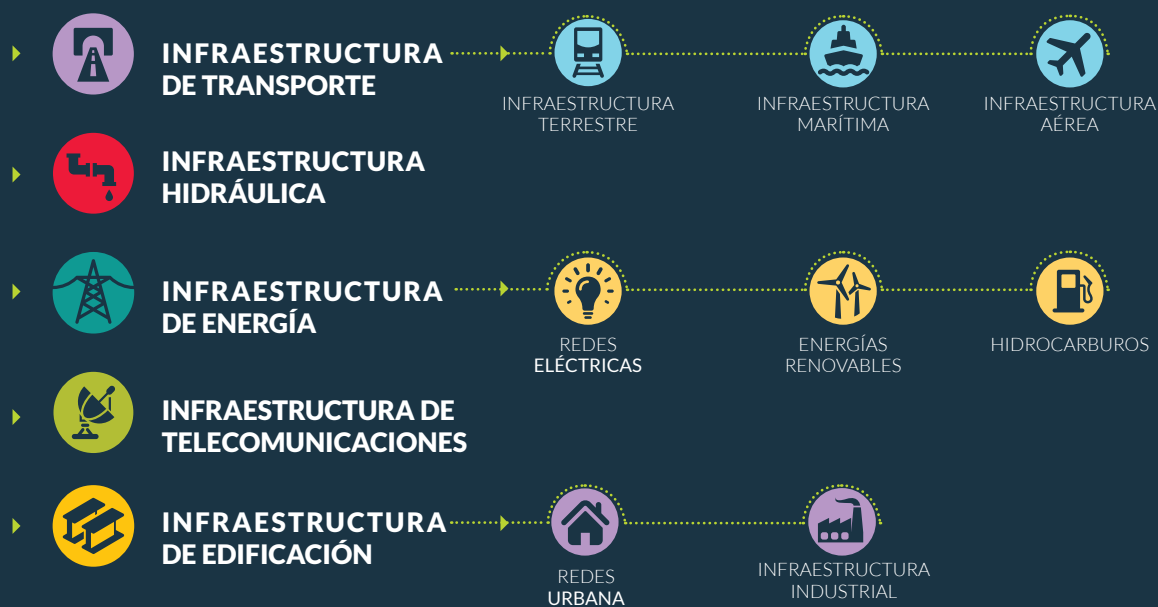 INFRAESTRUCTURA
DE TRANSPORTE
INFRAESTRUCTURA
TERRESTRE
INFRAESTRUCTURA
MARÍTIMA
INFRAESTRUCTURA
AÉREA
INFRAESTRUCTURA
HIDRÁULICA
INFRAESTRUCTURA
DE ENERGÍA
REDES
ELÉCTRICAS
ENERGÍAS
RENOVABLES
HIDROCARBUROS
INFRAESTRUCTURA DE
TELECOMUNICACIONES
INFRAESTRUCTURA
DE EDIFICACIÓN
REDES
URBANA
INFRAESTRUCTURA
INDUSTRIAL